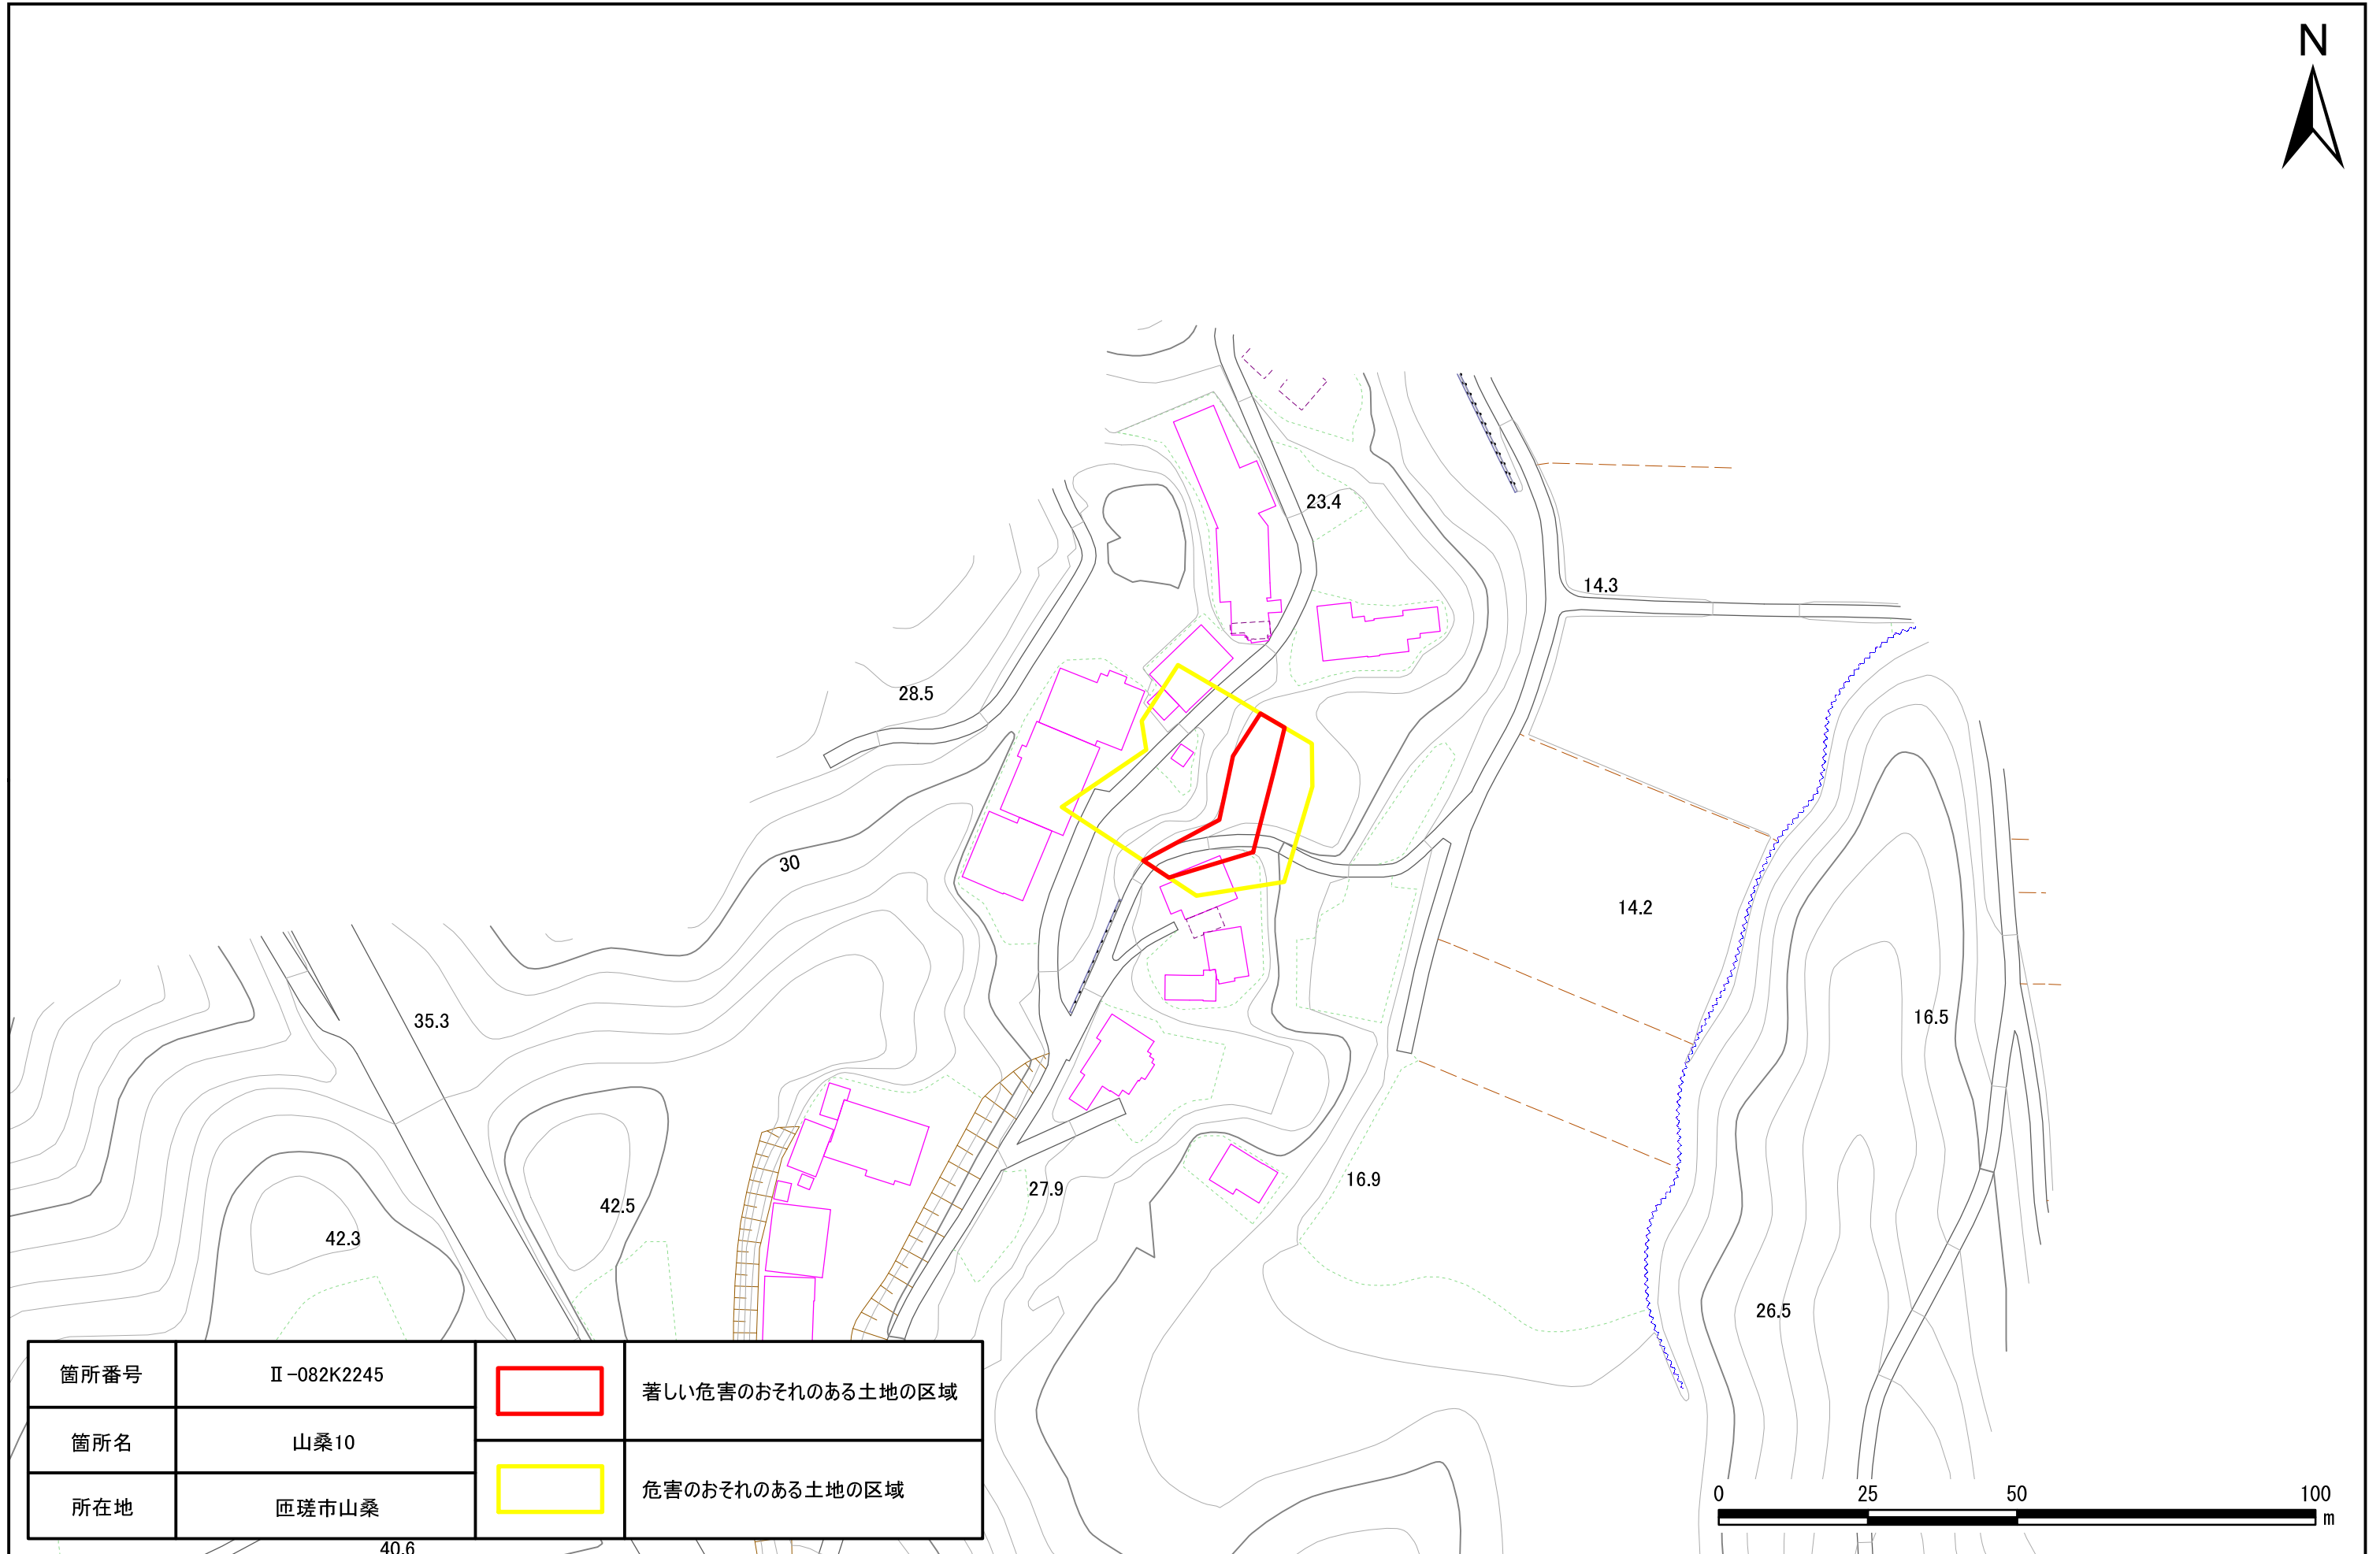 N
23.4
14.3
28.5
30
14.2
35.3
16.5
16.9
27.9
42.5
42.3
26.5
箇所番号 Ⅱ-082K2245
著しい危害のおそれのある土地の区域
箇所名 山桑10
危害のおそれのある土地の区域
所在地 匝瑳市山桑
0 25 50 100
m
40.6